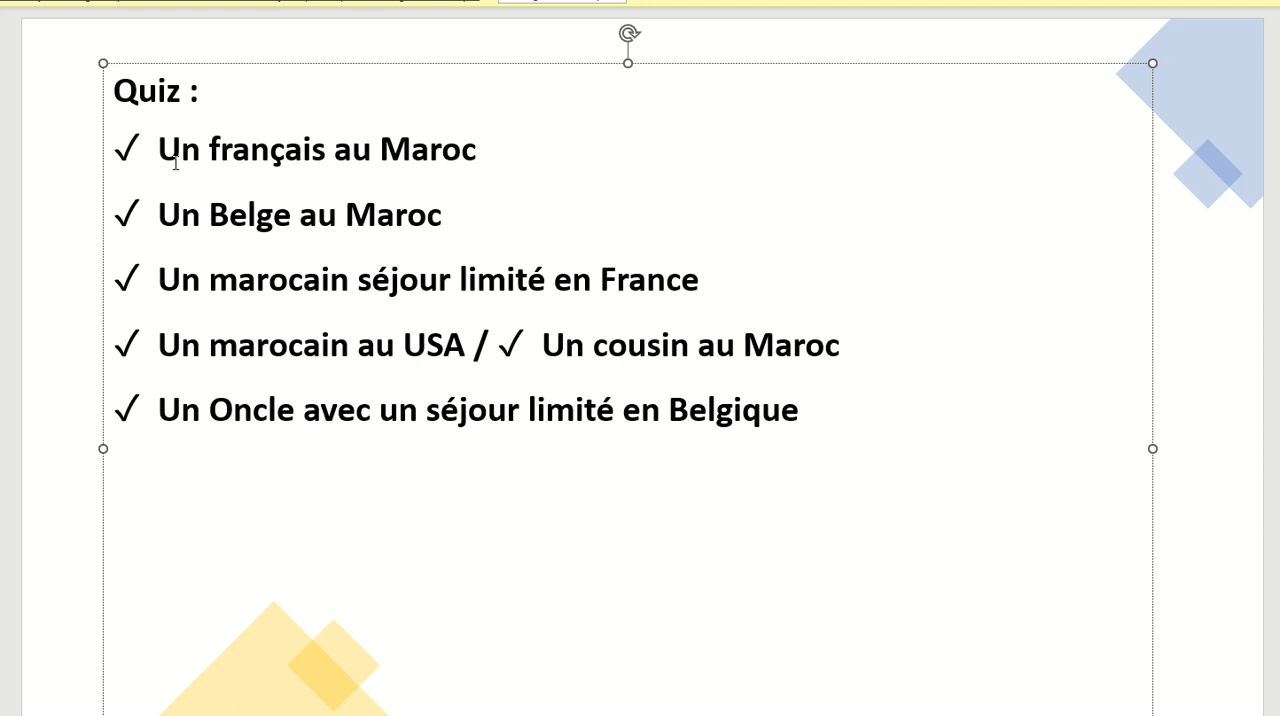 Quiz :
✓ Un français au Maroc
✓ Un Belge au Maroc
✓ Un marocain séjour limité en France
✓ Un marocain au USA / ✓ Un cousin au Maroc
✓ Un Oncle avec un séjour limité en Belgique